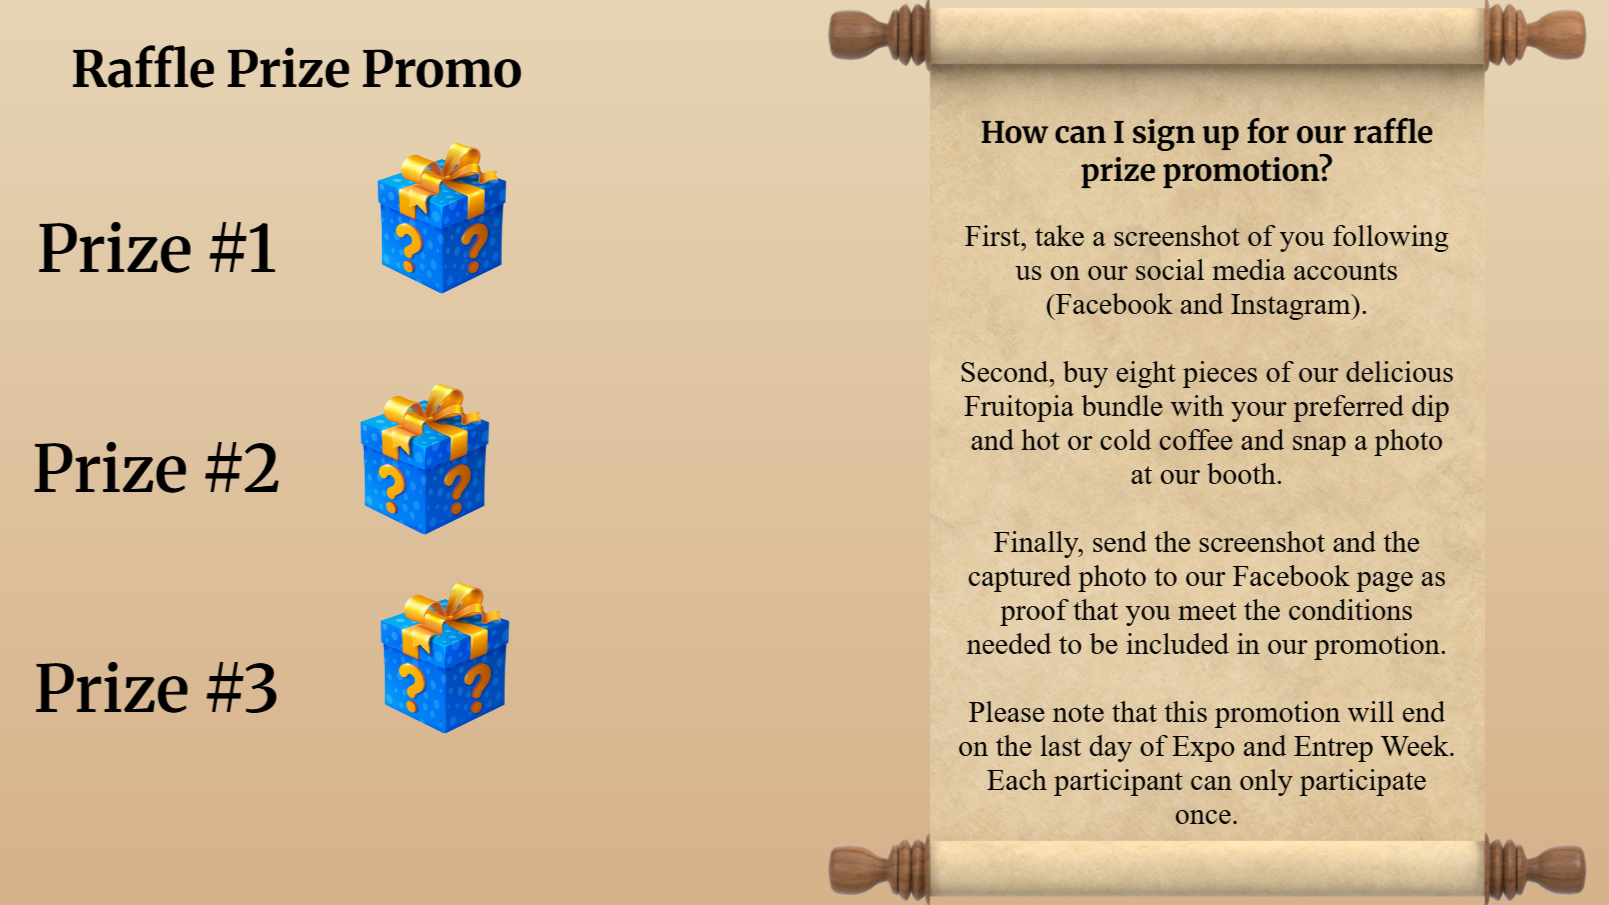 Raffle Prize Promo
Prize #1
? ?
Prize #2
? ?
Prize #3
? ?
How can I sign up for our raffle
prize promotion?
First, take a screenshot of you following
us on our social media accounts
(Facebook and Instagram).
Second, buy eight pieces of our delicious
Fruitopia bundle with your preferred dip
and hot or cold coffee and snap a photo
at our booth.
Finally, send the screenshot and the
captured photo to our Facebook page as
proof that you meet the conditions
needed to be included in our promotion.
Please note that this promotion will end
on the last day of Expo and Entrep Week.
Each participant can only participate
once.